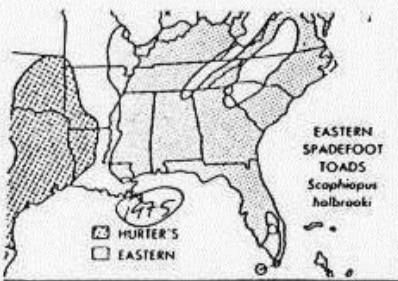 EASTERN
SPADEFOOT
TOADS
Scaphiopus
holbrooki
1975
HURTER'S
EASTERN